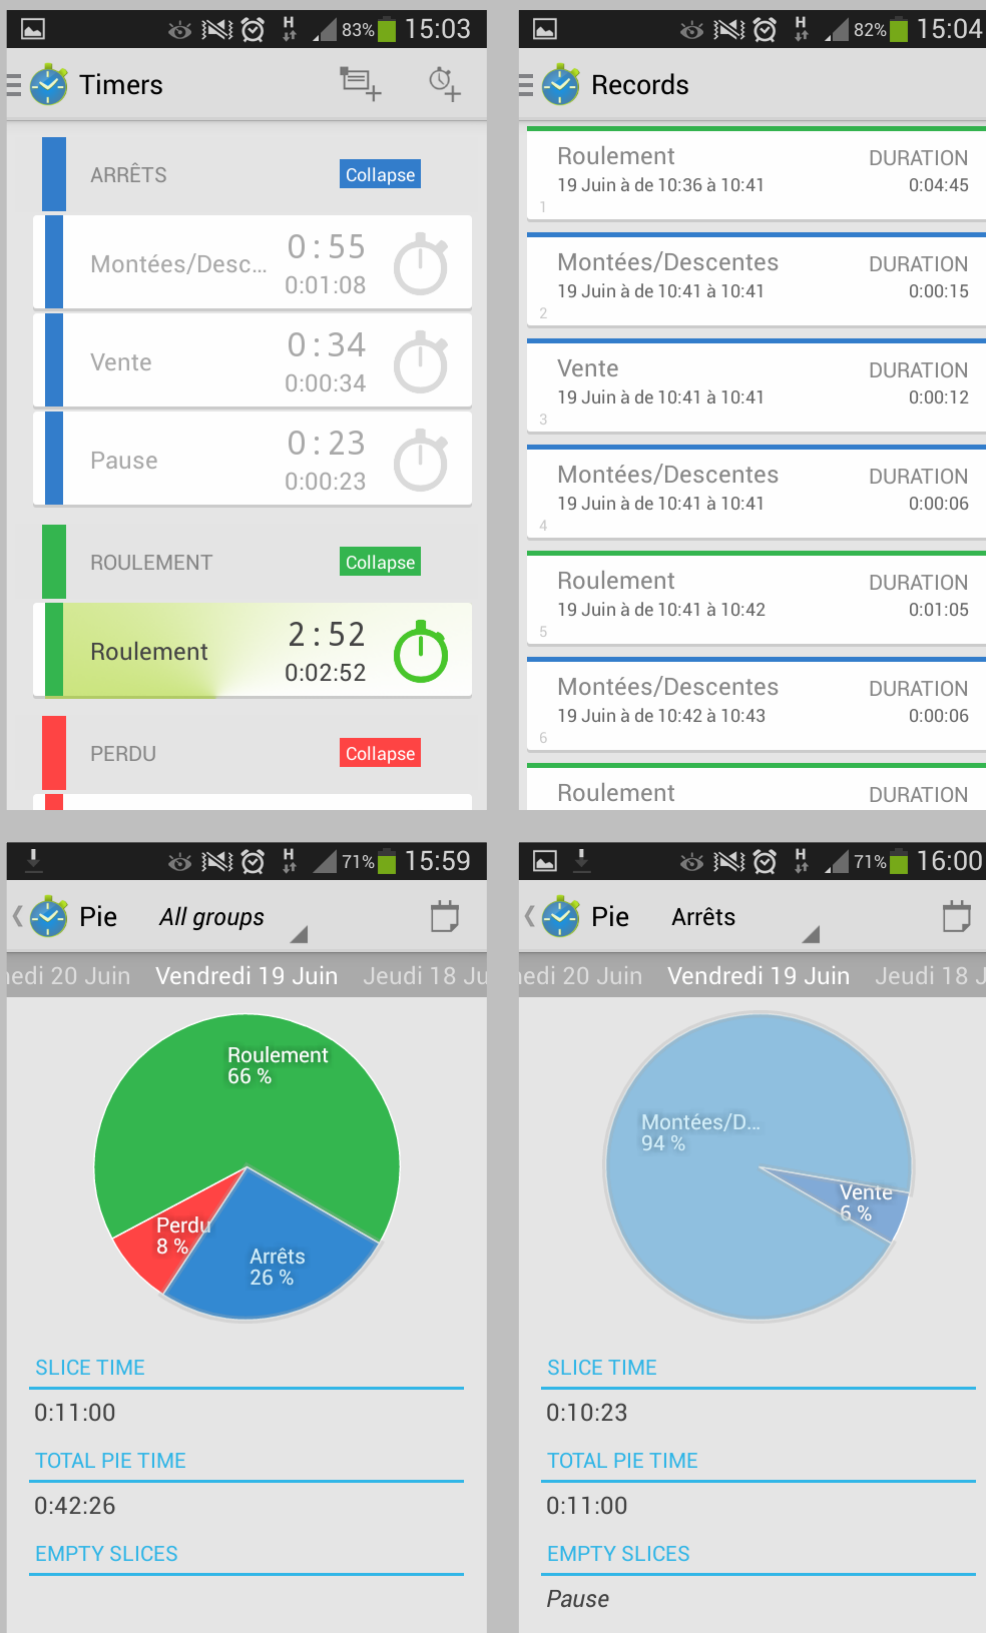 H 83% 15:03
Timers
ARRÊTS Collapse
Montées/Desc... 0:55
0:01:08
Vente 0:34
0:00:34
Pause 0:23
0:00:23
ROULEMENT Collapse
Roulement 2:52
0:02:52
PERDU Collapse
H 82% 15:04
Records
Roulement DURATION
19 Juin à de 10:36 à 10:41 0:04:45
1
Montées/Descentes DURATION
19 Juin à de 10:41 à 10:41 0:00:15
2
Vente DURATION
19 Juin à de 10:41 à 10:41 0:00:12
3
Montées/Descentes DURATION
19 Juin à de 10:41 à 10:41 0:00:06
4
Roulement DURATION
19 Juin à de 10:41 à 10:42 0:01:05
5
Montées/Descentes DURATION
19 Juin à de 10:42 à 10:43 0:00:06
6
Roulement DURATION
H 71% 15:59
Pie All groups
edi 20 Juin Vendredi 19 Juin Jeudi 18 Ju
Roulement
66 %
Perdu
8 %
Arrêts
26 %
SLICE TIME
0:11:00
TOTAL PIE TIME
0:42:26
EMPTY SLICES
H 71% 16:00
Pie Arrêts
edi 20 Juin Vendredi 19 Juin Jeudi 18 J
Montées/D...
94 %
Vente
6 %
SLICE TIME
0:10:23
TOTAL PIE TIME
0:11:00
EMPTY SLICES
Pause